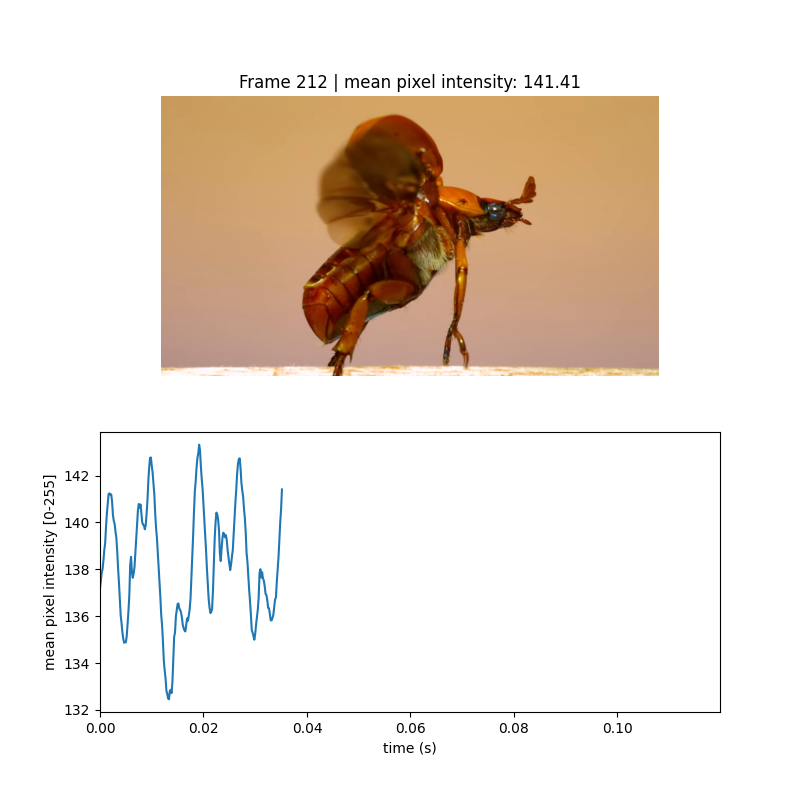 Frame 212 | mean pixel intensity: 141.41
142
140
138
136
134
132
mean pixel intensity [0-255]
0.00 0.02 0.04 0.06 0.08 0.10
time (s)